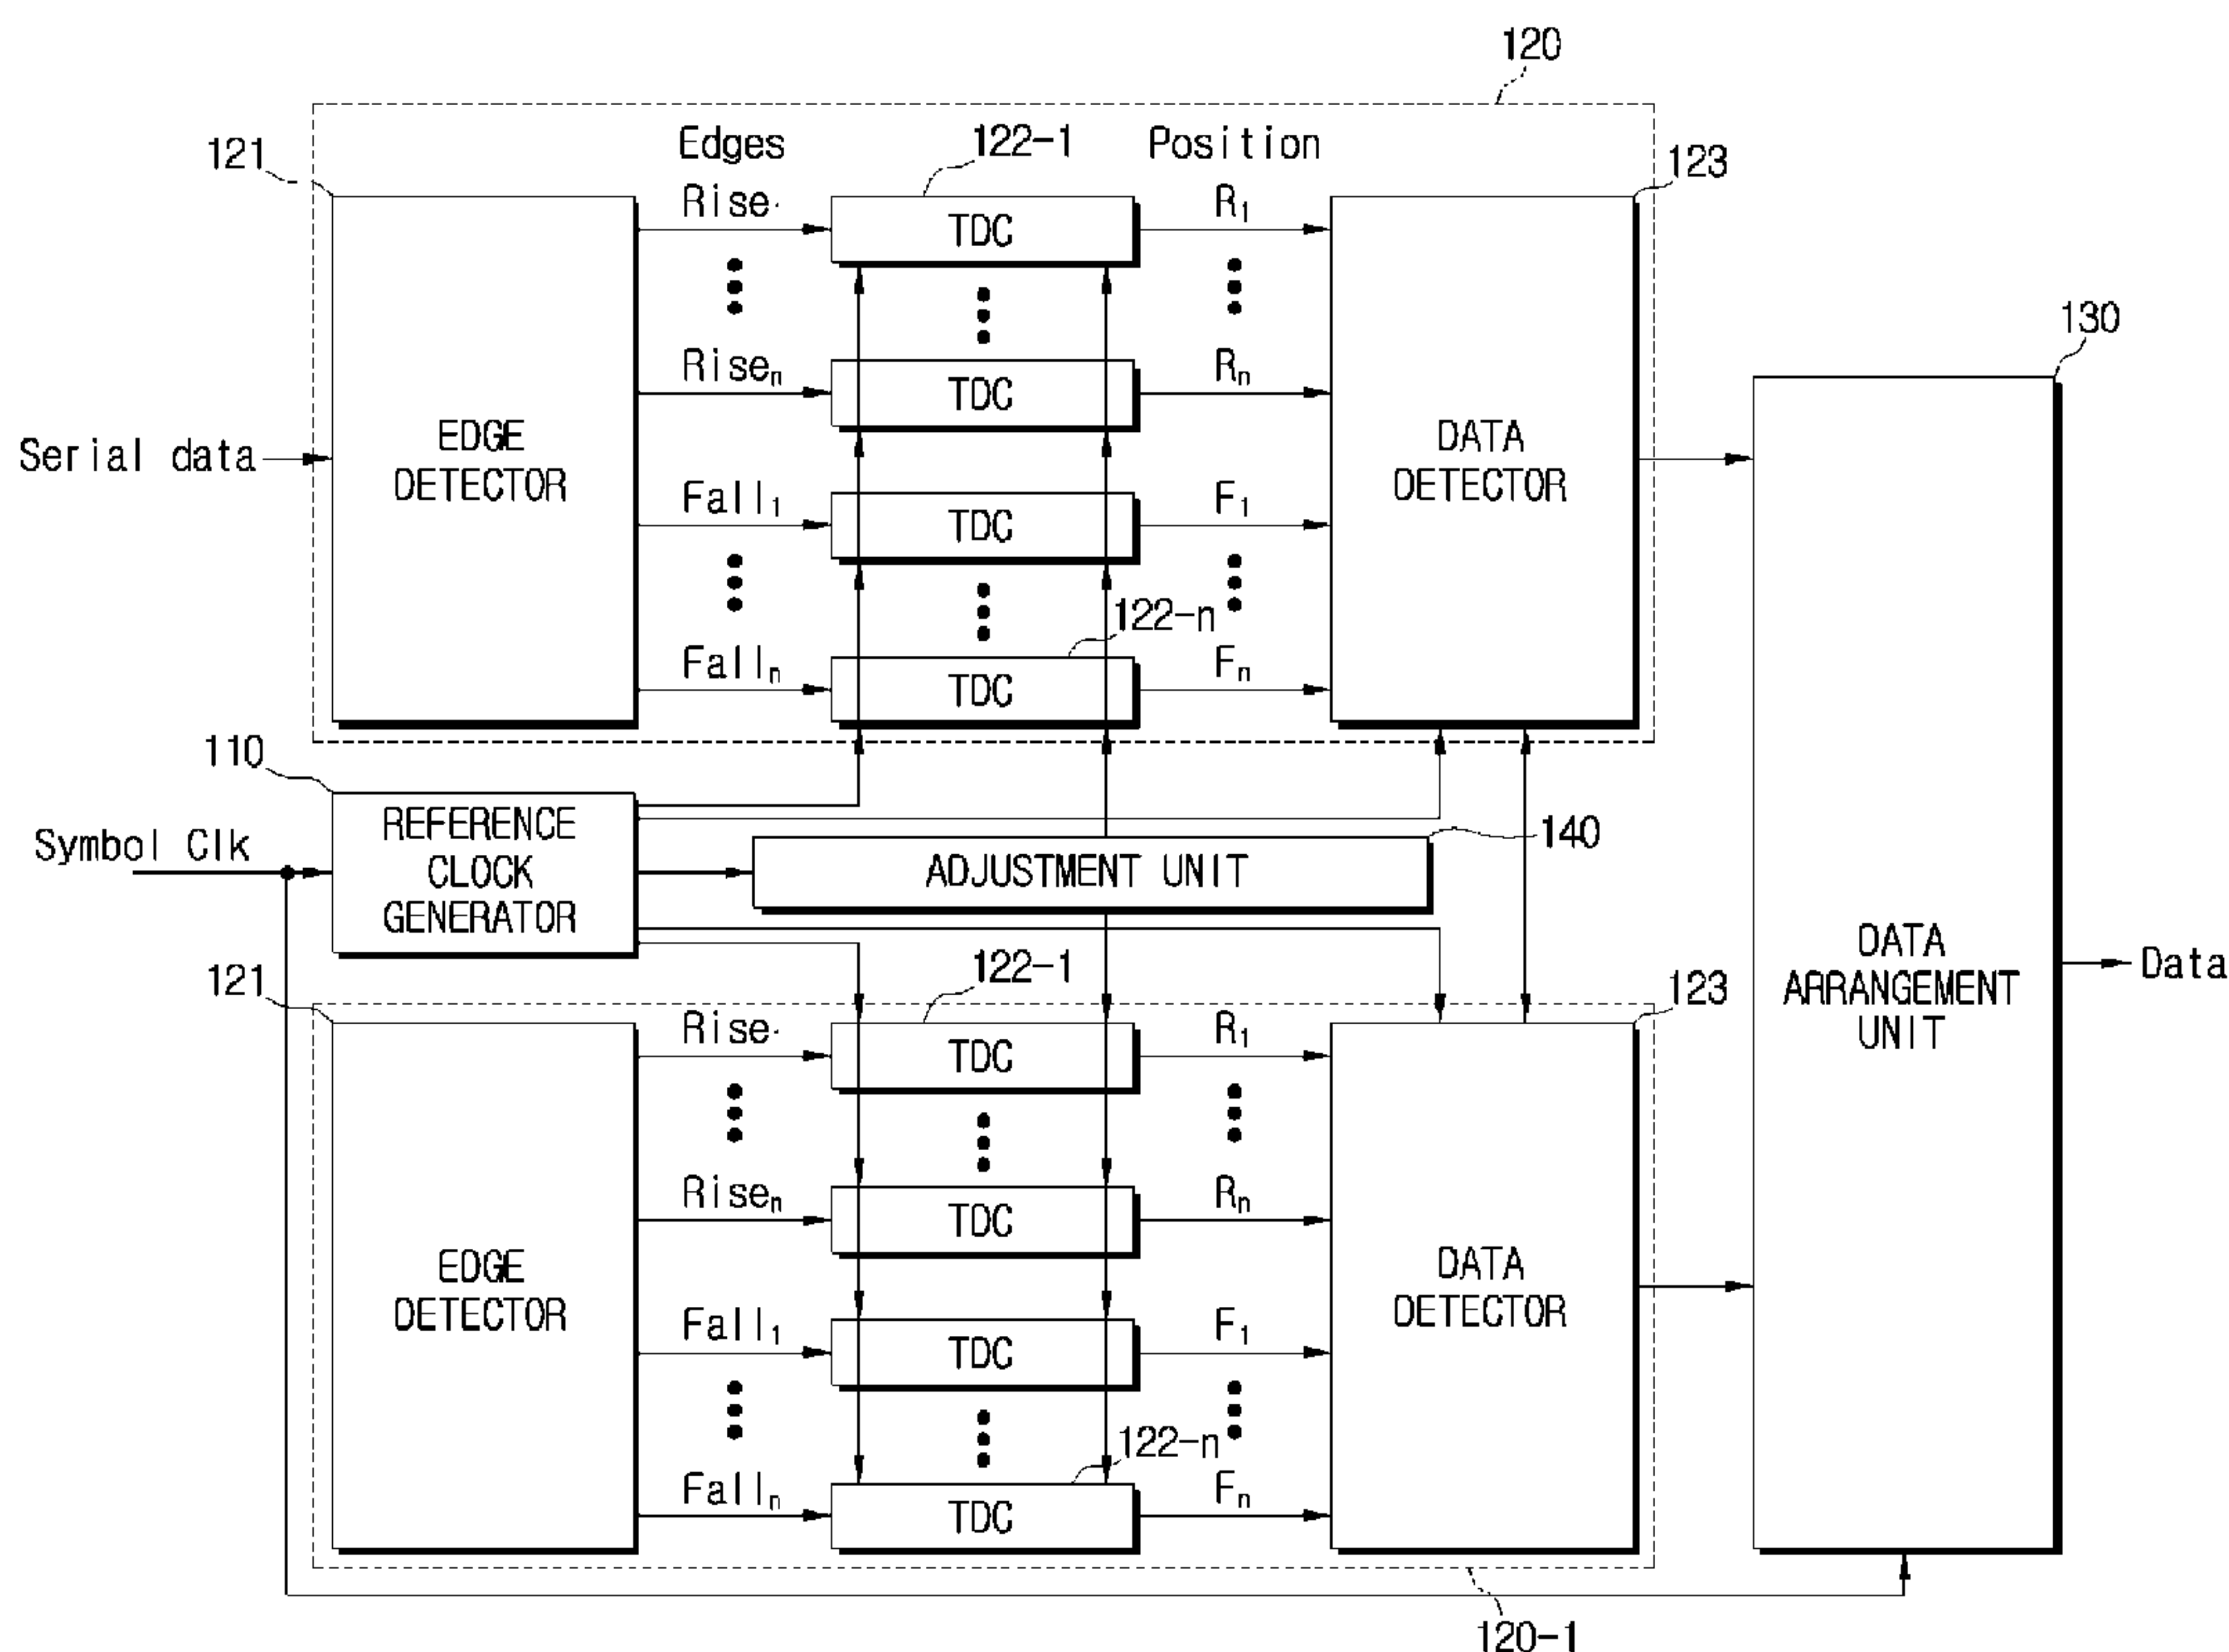 120
121
Edges
122-1
Position
123
Rise₁
TDC
R₁
Riseₙ
TDC
Rₙ
130
Serial data
EDGE
DETECTOR
Fall₁
TDC
F₁
DATA
DETECTOR
122-n
Fallₙ
TDC
Fₙ
110
Symbol Clk
REFERENCE
CLOCK
GENERATOR
ADJUSTMENT UNIT
140
DATA
ARRANGEMENT
UNIT
Data
121
122-1
123
Rise₁
TDC
R₁
Riseₙ
TDC
Rₙ
EDGE
DETECTOR
Fall₁
TDC
F₁
DATA
DETECTOR
122-n
Fallₙ
TDC
Fₙ
120-1